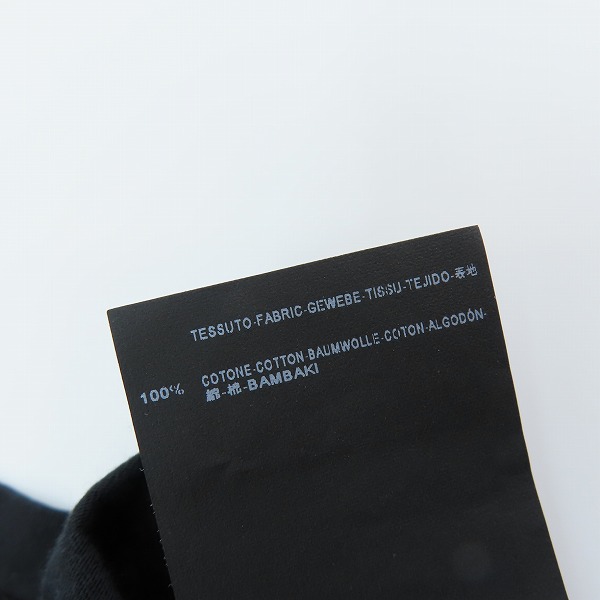 TESSUTO-FABRIC-GEWEBE-TISSU-TEJIDO-表地
100% COTONE-COTTON-BAUMWOLLE-COTON-ALGODÓN-
綿-棉-BAMBAKI